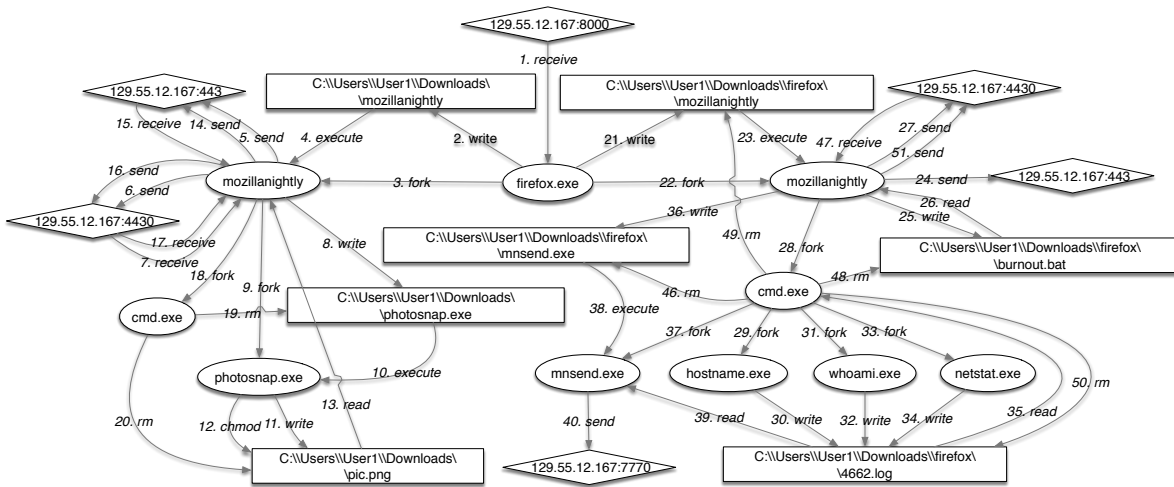 129.55.12.167:8000
1. receive
129.55.12.167:443
C:\\Users\\User1\\Downloads\
\mozillanightly
C:\\Users\\User1\\Downloads\\firefox\
\mozillanightly
129.55.12.167:4430
15. receive
14. send
5. send
4. execute
2. write
21. write
23. execute
47. receive
27. send
51. send
16. send
6. send
mozillanightly
3. fork
firefox.exe
22. fork
mozillanightly
24. send
129.55.12.167:443
129.55.12.167:4430
17. receive
7. receive
8. write
36. write
26. read
25. write
C:\\Users\\User1\\Downloads\\firefox\
\mnsend.exe
49. rm
28. fork
C:\\Users\\User1\\Downloads\\firefox\
\burnout.bat
18. fork
9. fork
48. rm
cmd.exe
19. rm
C:\\Users\\User1\\Downloads\
\photosnap.exe
46. rm
cmd.exe
38. execute
37. fork
29. fork
31. fork
33. fork
photosnap.exe
10. execute
mnsend.exe
hostname.exe
whoami.exe
netstat.exe
50. rm
20. rm
12. chmod
11. write
13. read
40. send
39. read
30. write
32. write
34. write
35. read
C:\\Users\\User1\\Downloads\
\pic.png
129.55.12.167:7770
C:\\Users\\User1\\Downloads\\firefox\
\4662.log